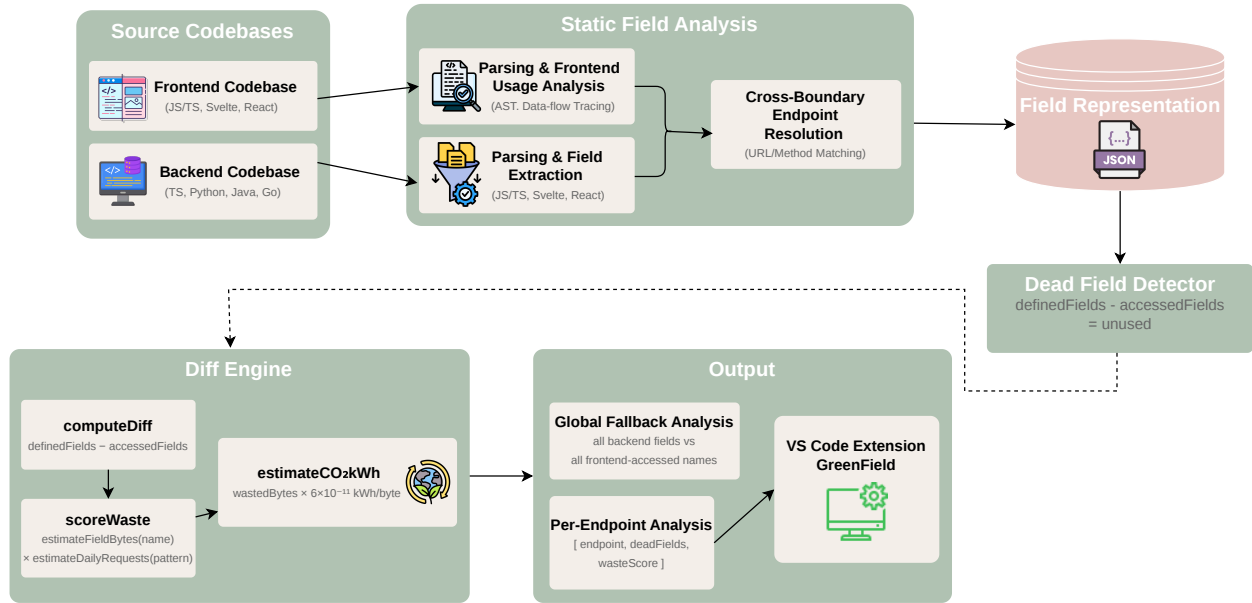 Source Codebases
Frontend Codebase
(JS/TS, Svelte, React)
Backend Codebase
(TS, Python, Java, Go)
Static Field Analysis
Parsing & Frontend
Usage Analysis
(AST. Data-flow Tracing)
Parsing & Field
Extraction
(JS/TS, Svelte, React)
Cross-Boundary
Endpoint
Resolution
(URL/Method Matching)
Field Representation
{...}
JSON
Dead Field Detector
definedFields - accessedFields
= unused
Diff Engine
computeDiff
definedFields − accessedFields
scoreWaste
estimateFieldBytes(name)
× estimateDailyRequests(pattern)
estimateCO₂kWh
wastedBytes × 6×10⁻¹¹ kWh/byte
Output
Global Fallback Analysis
all backend fields vs
all frontend-accessed names
Per-Endpoint Analysis
[ endpoint, deadFields,
wasteScore ]
VS Code Extension
GreenField